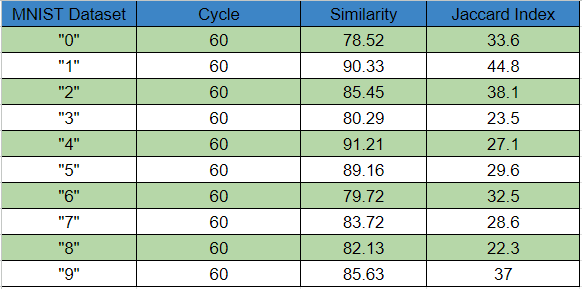 MNIST Dataset Cycle Similarity Jaccard Index
"0" 60 78.52 33.6
"1" 60 90.33 44.8
"2" 60 85.45 38.1
"3" 60 80.29 23.5
"4" 60 91.21 27.1
"5" 60 89.16 29.6
"6" 60 79.72 32.5
"7" 60 83.72 28.6
"8" 60 82.13 22.3
"9" 60 85.63 37